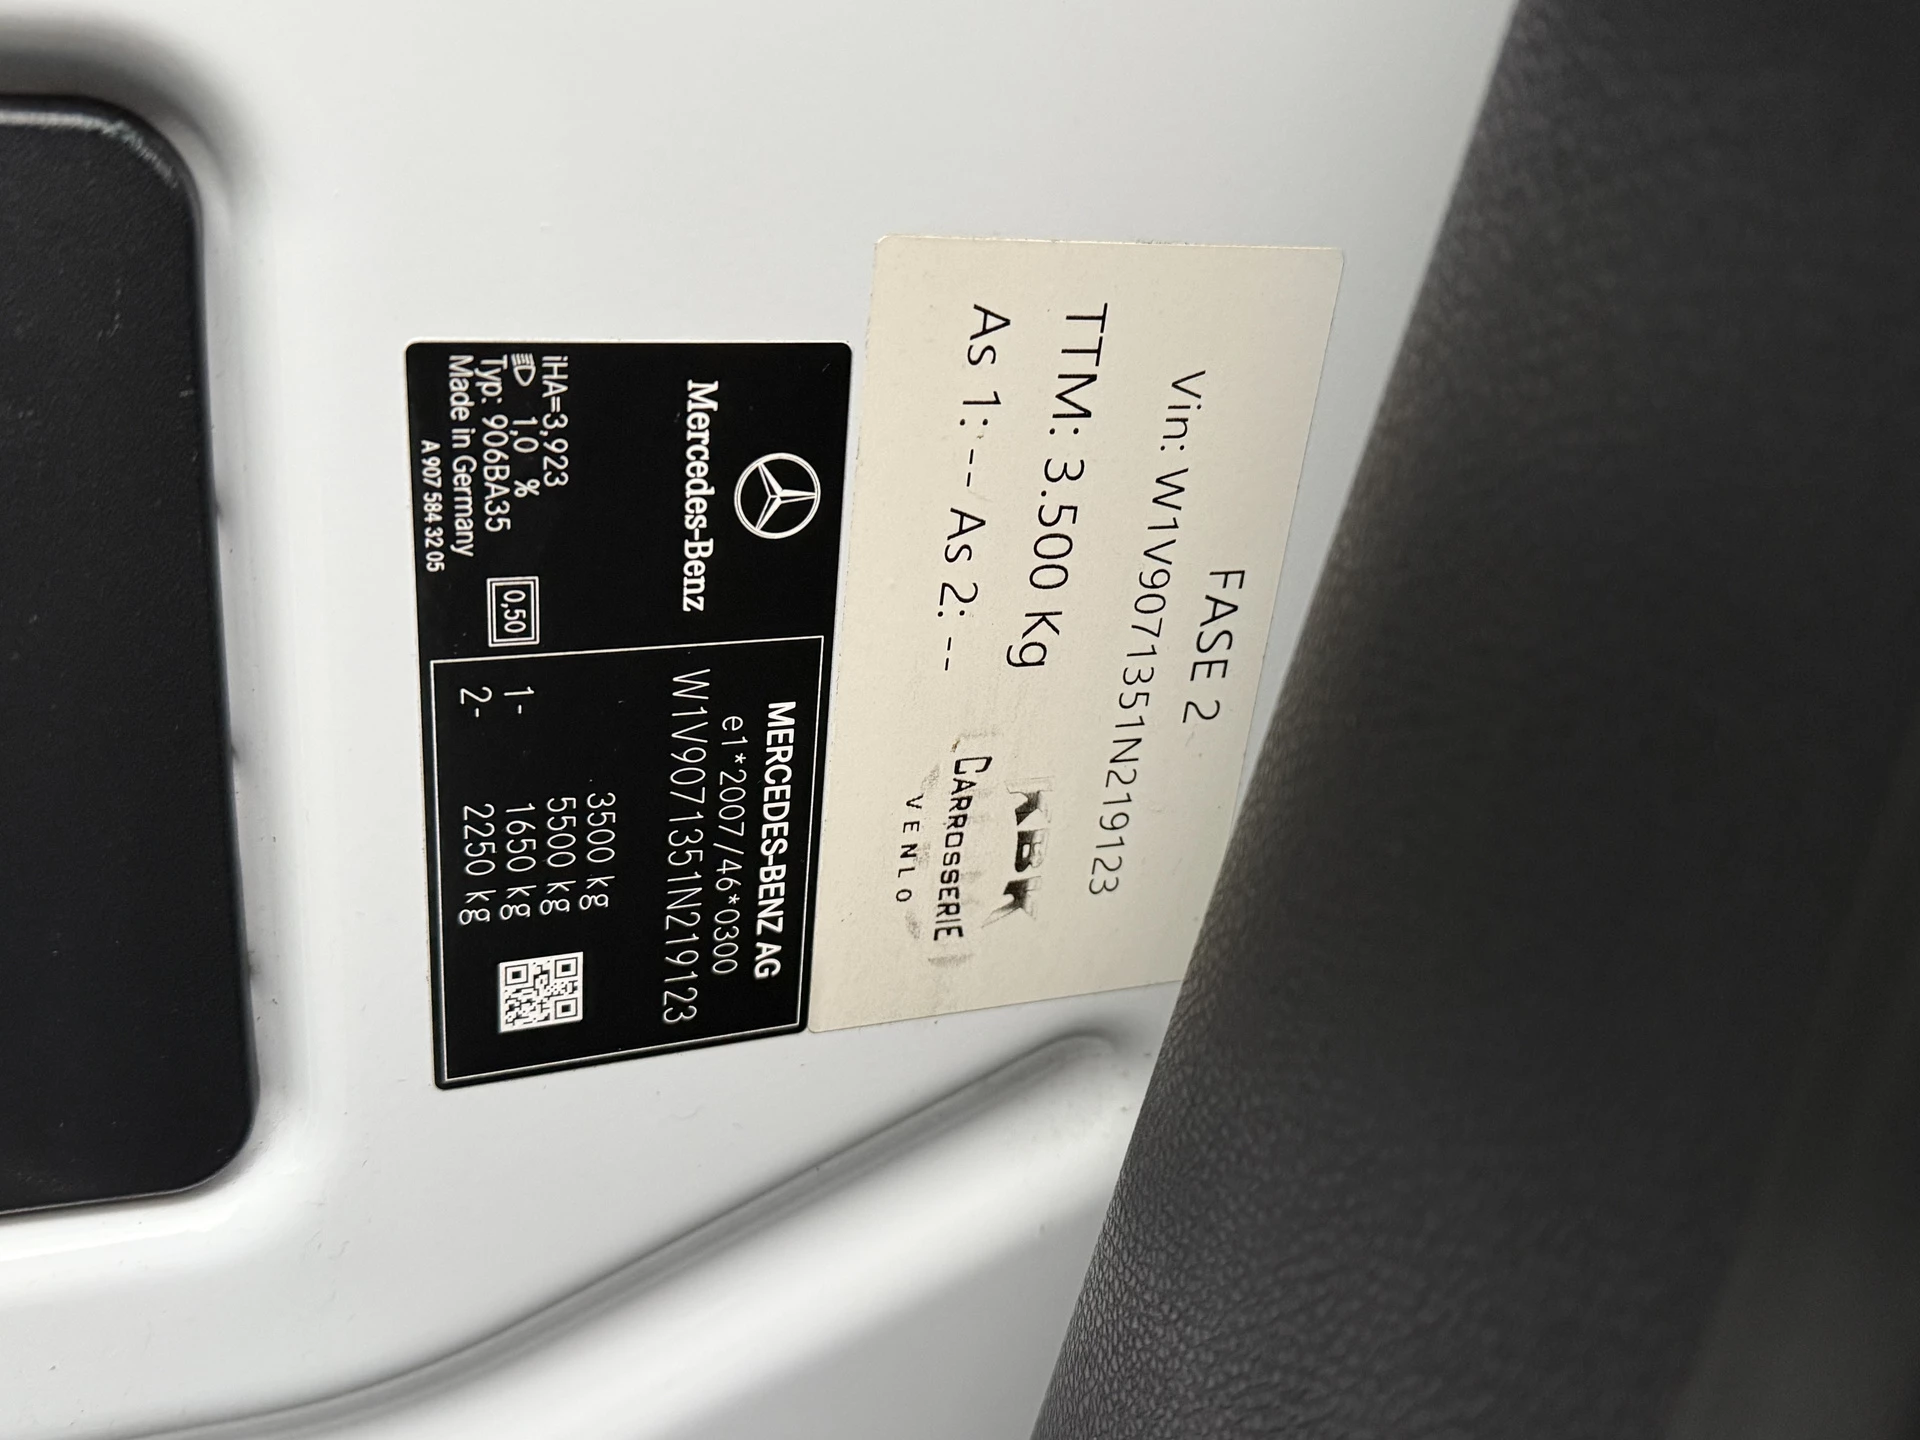 FASE 2
Vin: W1V9071351N219123
TTM: 3.500 Kg
As 1: -- As 2: --
KBK
CARROSSERIE
VENLO
Mercedes-Benz
iHA=3,923
1,0 %
Typ: 906BA35
Made in Germany
A 907 584 32 05
0,50
MERCEDES-BENZ AG
e1*2007/46*0300
W1V9071351N219123
3500 kg
5500 kg
1- 1650 kg
2- 2250 kg